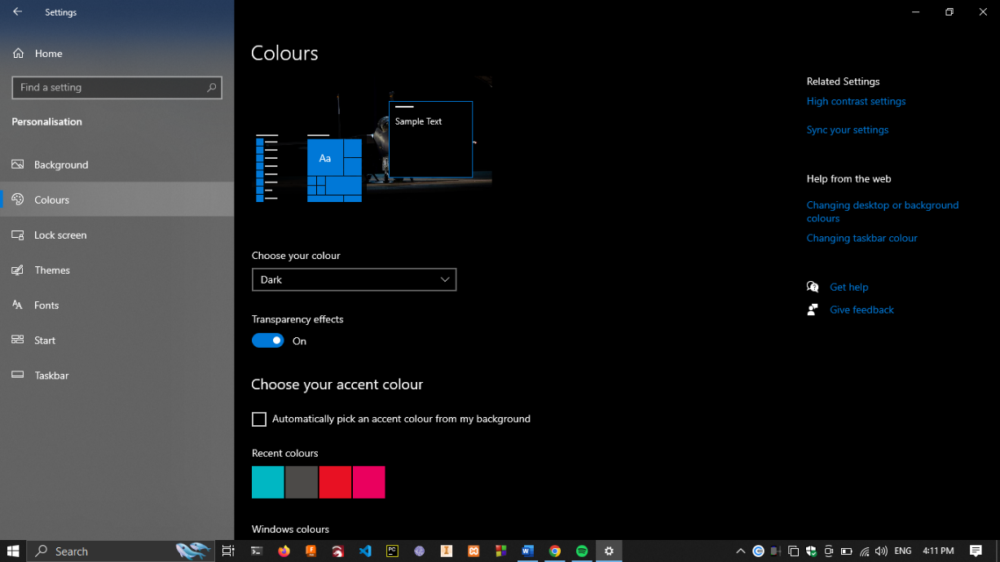 Settings
Home
Find a setting
Personalisation
Background
Colours
Lock screen
Themes
Fonts
Start
Taskbar
Colours
Sample Text
Aa
Choose your colour
Dark
Transparency effects
On
Choose your accent colour
Automatically pick an accent colour from my background
Recent colours
Windows colours
Related Settings
High contrast settings
Sync your settings
Help from the web
Changing desktop or background
colours
Changing taskbar colour
Get help
Give feedback
Search
PC
ENG
4:11 PM